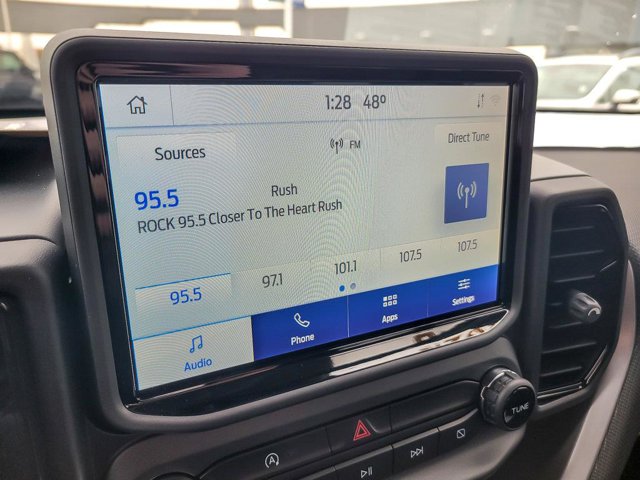 1:28 48°
Sources
FM
Direct Tune
95.5
Rush
ROCK 95.5 Closer To The Heart Rush
95.5
97.1
101.1
107.5
107.5
Audio
Phone
Apps
Settings
TUNE
A